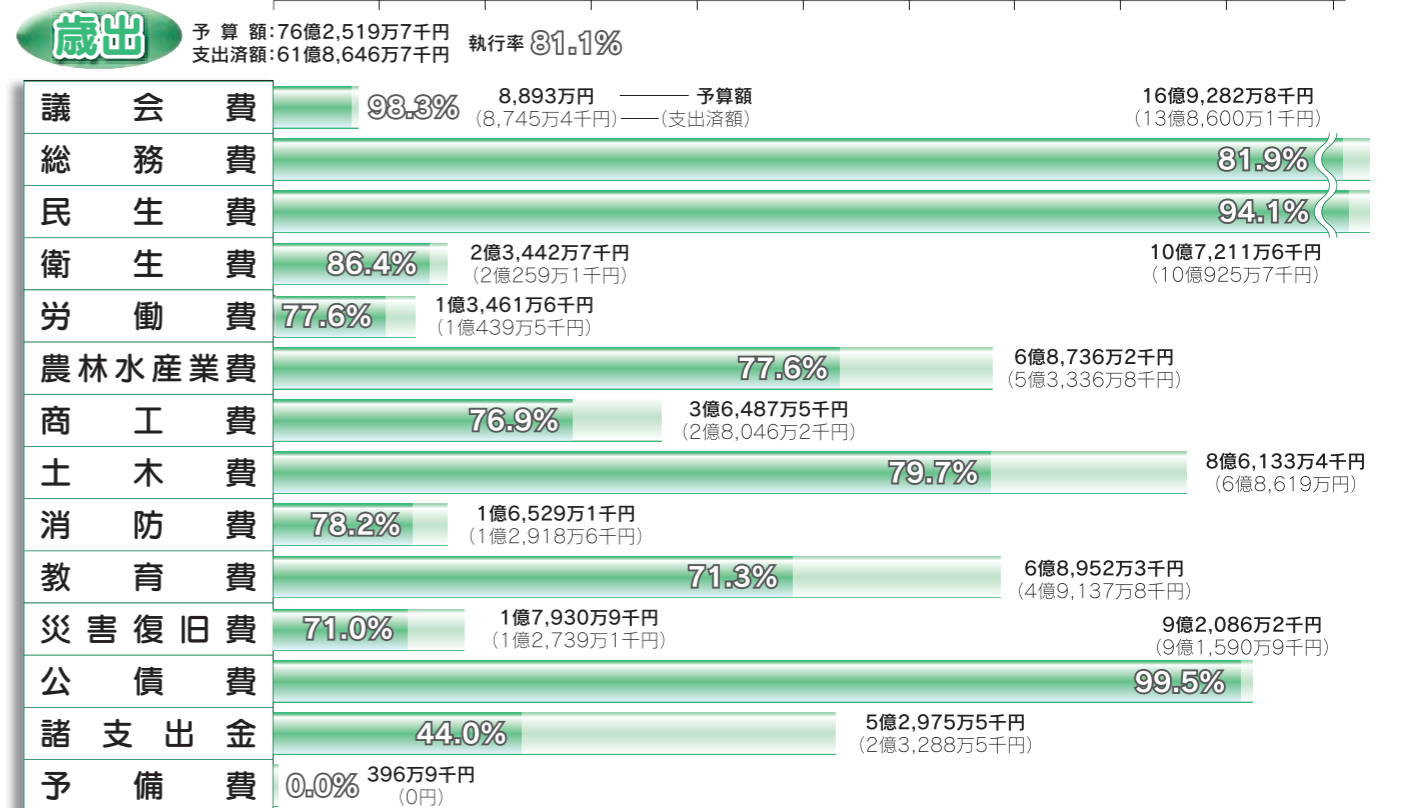 歳出
予算額:76億2,519万7千円
支出済額:61億8,646万7千円
執行率 81.1%
議会費 98.3% 8,893万円 予算額
(8,745万4千円) (支出済額)
16億9,282万8千円
(13億8,600万1千円)
総務費 81.9%
民生費 94.1%
10億7,211万6千円
(10億925万7千円)
衛生費 86.4% 2億3,442万7千円
(2億259万1千円)
労働費 77.6% 1億3,461万6千円
(1億439万5千円)
農林水産業費 77.6% 6億8,736万2千円
(5億3,336万8千円)
商工費 76.9% 3億6,487万5千円
(2億8,046万2千円)
土木費 79.7% 8億6,133万4千円
(6億8,619万円)
消防費 78.2% 1億6,529万1千円
(1億2,918万6千円)
教育費 71.3% 6億8,952万3千円
(4億9,137万8千円)
災害復旧費 71.0% 1億7,930万9千円
(1億2,739万1千円)
9億2,086万2千円
(9億1,590万9千円)
公債費 99.5%
諸支出金 44.0% 5億2,975万5千円
(2億3,288万5千円)
予備費 0.0% 396万9千円
(0円)